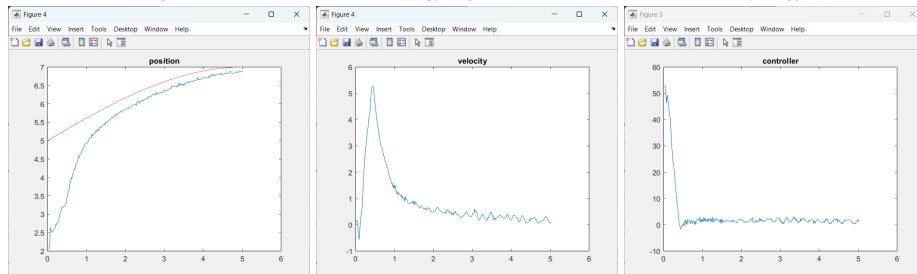 Figure 4
File Edit View Insert Tools Desktop Window Help
position
7
6.5
6
5.5
5
4.5
4
3.5
3
2.5
2
0 1 2 3 4 5 6
Figure 4
File Edit View Insert Tools Desktop Window Help
velocity
6
5
4
3
2
1
0
-1
0 1 2 3 4 5 6
Figure 3
File Edit View Insert Tools Desktop Window Help
controller
60
50
40
30
20
10
0
-10
0 1 2 3 4 5 6